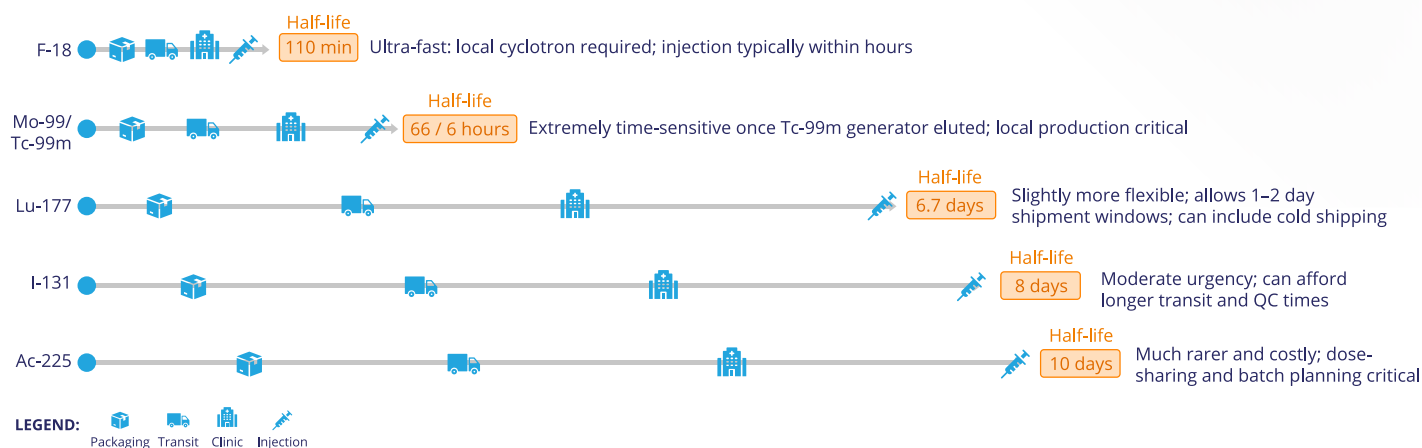 Half-life
F-18
110 min
Ultra-fast: local cyclotron required; injection typically within hours
Half-life
Mo-99/
Tc-99m
66 / 6 hours
Extremely time-sensitive once Tc-99m generator eluted; local production critical
Half-life
Lu-177
6.7 days
Slightly more flexible; allows 1–2 day
shipment windows; can include cold shipping
Half-life
I-131
8 days
Moderate urgency; can afford
longer transit and QC times
Half-life
Ac-225
10 days
Much rarer and costly; dose-
sharing and batch planning critical
LEGEND:
Packaging Transit Clinic Injection